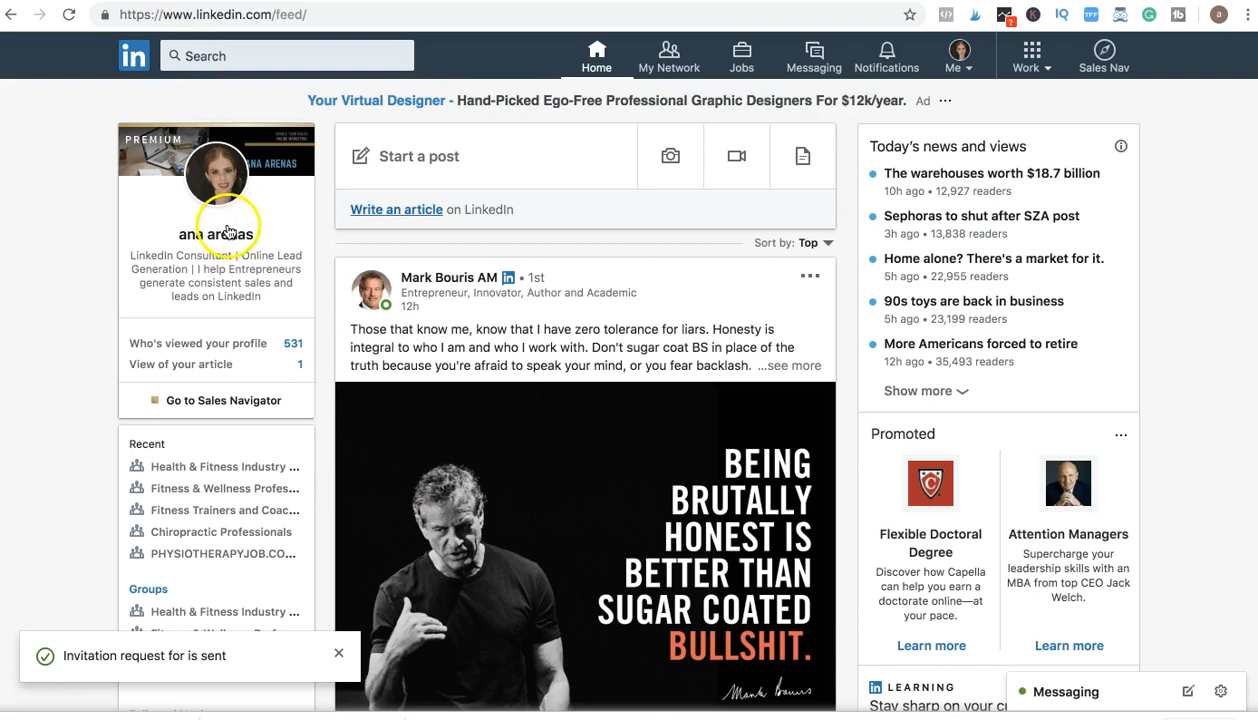 https://www.linkedin.com/feed/
in
Search
Home
My Network
Jobs
Messaging
Notifications
Me
Work
Sales Nav
Your Virtual Designer - Hand-Picked Ego-Free Professional Graphic Designers For $12k/year. Ad
PREMIUM
ANA ARENAS
ana arenas
LinkedIn Consultant | Online Lead
Generation | I help Entrepreneurs
generate consistent sales and
leads on LinkedIn
Who's viewed your profile 531
View of your article 1
Go to Sales Navigator
Recent
Health & Fitness Industry ...
Fitness & Wellness Profes...
Fitness Trainers and Coac...
Chiropractic Professionals
PHYSIOTHERAPYJOB.CO...
Groups
Health & Fitness Industry ...
Invitation request for is sent
Start a post
Write an article on LinkedIn
Sort by: Top
Mark Bouris AM in • 1st
Entrepreneur, Innovator, Author and Academic
12h
Those that know me, know that I have zero tolerance for liars. Honesty is
integral to who I am and who I work with. Don't sugar coat BS in place of the
truth because you're afraid to speak your mind, or you fear backlash. ...see more
BEING
BRUTALLY
HONEST IS
BETTER THAN
SUGAR COATED
BULLSHIT.
Mark Bouris
Today's news and views
The warehouses worth $18.7 billion
10h ago • 12,927 readers
Sephoras to shut after SZA post
3h ago • 13,838 readers
Home alone? There's a market for it.
5h ago • 22,955 readers
90s toys are back in business
5h ago • 23,199 readers
More Americans forced to retire
12h ago • 35,493 readers
Show more
Promoted
Flexible Doctoral
Degree
Discover how Capella
can help you earn a
doctorate online—at
your pace.
Learn more
Attention Managers
Supercharge your
leadership skills with an
MBA from top CEO Jack
Welch.
Learn more
in LEARNING
Stay sharp on your
Messaging